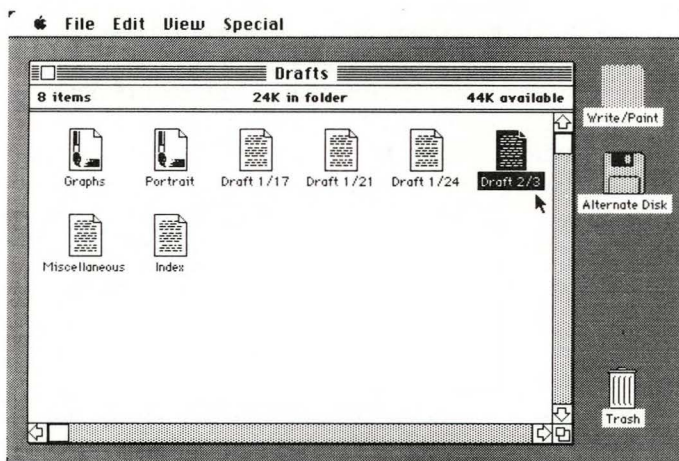 File Edit View Special
Drafts
8 items 24K in folder 44K available
Graphs Portrait Draft 1/17 Draft 1/21 Draft 1/24 Draft 2/3
Miscellaneous Index
Write/Paint
Alternate Disk
Trash